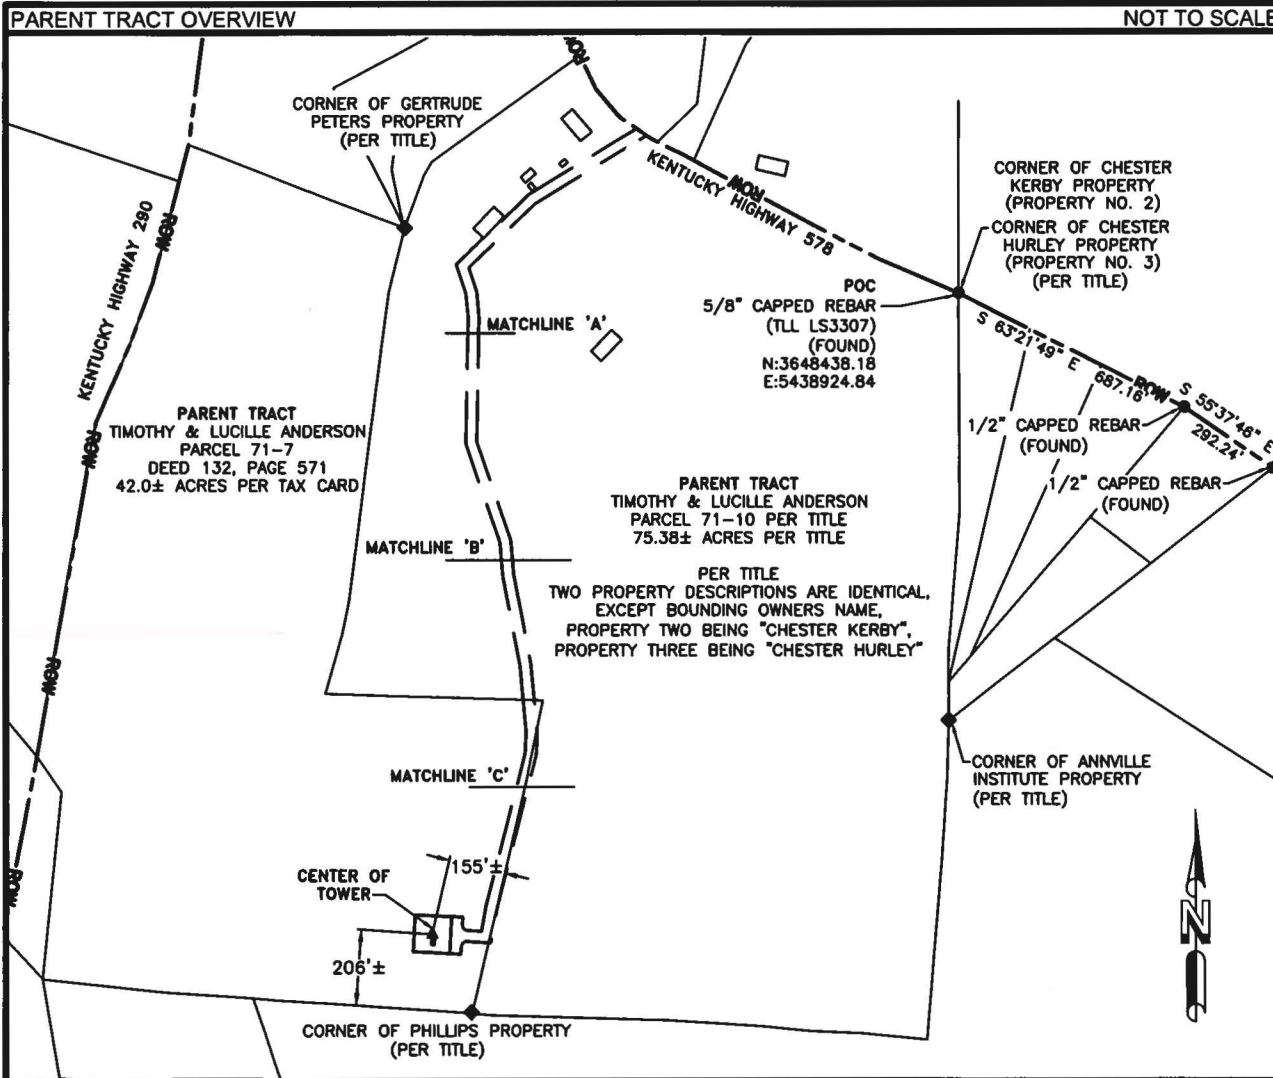 PARENT TRACT OVERVIEW
NOT TO SCALE
ROW
CORNER OF GERTRUDE
PETERS PROPERTY
(PER TITLE)
KENTUCKY HIGHWAY 290
ROW
KENTUCKY HIGHWAY 578
ROW
CORNER OF CHESTER
KERBY PROPERTY
(PROPERTY NO. 2)
CORNER OF CHESTER
HURLEY PROPERTY
(PROPERTY NO. 3)
(PER TITLE)
POC
5/8" CAPPED REBAR
(TLL LS3307)
(FOUND)
N:3648438.18
E:5438924.84
MATCHLINE 'A'
S 63°21'49" E
687.16'
ROW
S 55°37'46" E
292.24'
1/2" CAPPED REBAR
(FOUND)
1/2" CAPPED REBAR
(FOUND)
PARENT TRACT
TIMOTHY & LUCILLE ANDERSON
PARCEL 71-7
DEED 132, PAGE 571
42.0± ACRES PER TAX CARD
ROW
PARENT TRACT
TIMOTHY & LUCILLE ANDERSON
PARCEL 71-10 PER TITLE
75.38± ACRES PER TITLE
MATCHLINE 'B'
PER TITLE
TWO PROPERTY DESCRIPTIONS ARE IDENTICAL,
EXCEPT BOUNDING OWNERS NAME,
PROPERTY TWO BEING "CHESTER KERBY",
PROPERTY THREE BEING "CHESTER HURLEY"
ROW
MATCHLINE 'C'
CORNER OF ANNVILLE
INSTITUTE PROPERTY
(PER TITLE)
155'±
CENTER OF
TOWER
ROW
206'±
N
CORNER OF PHILLIPS PROPERTY
(PER TITLE)